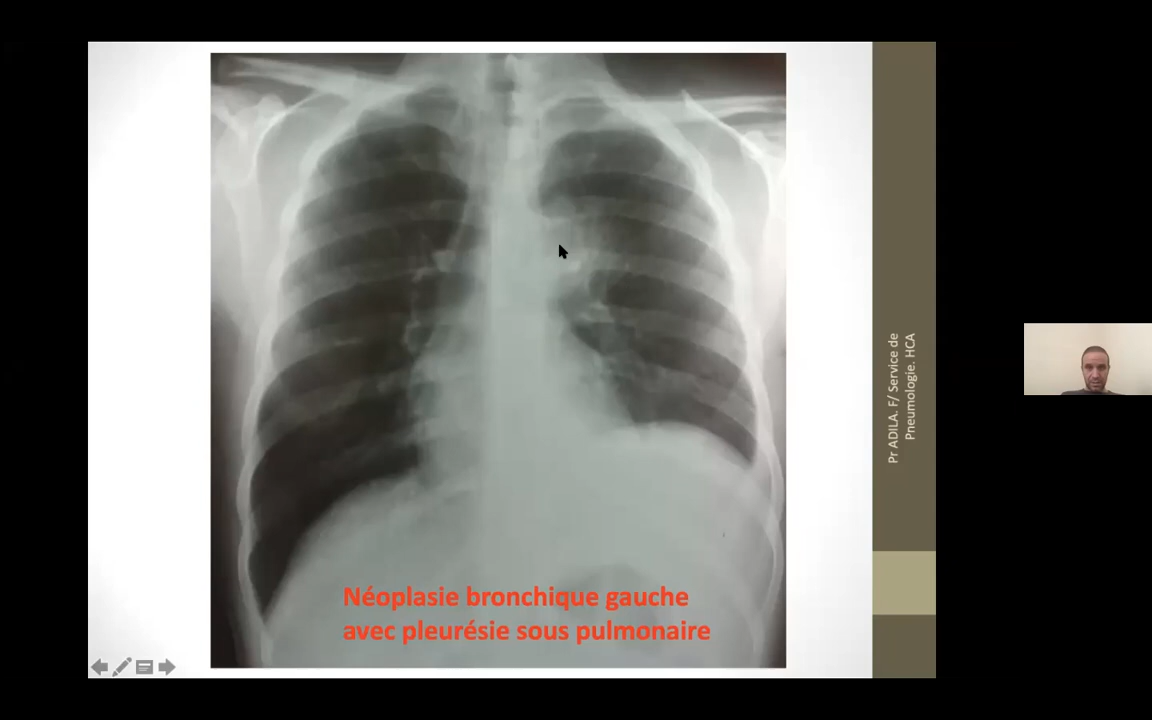 Néoplasie bronchique gauche
avec pleurésie sous pulmonaire
Pr ADILA. F/ Service de
Pneumologie. HCA